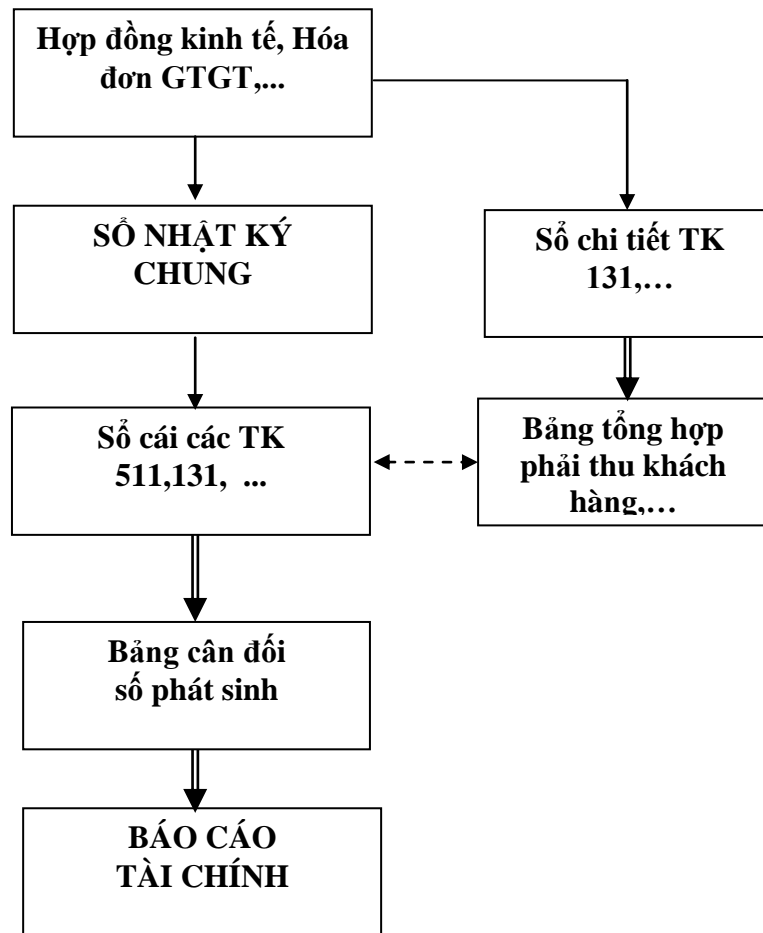 Hợp đồng kinh tế, Hóa
đơn GTGT,...
SỔ NHẬT KÝ
CHUNG
Sổ chi tiết TK
131,…
Sổ cái các TK
511,131, ...
Bảng tổng hợp
phải thu khách
hàng,…
Bảng cân đối
số phát sinh
BÁO CÁO
TÀI CHÍNH